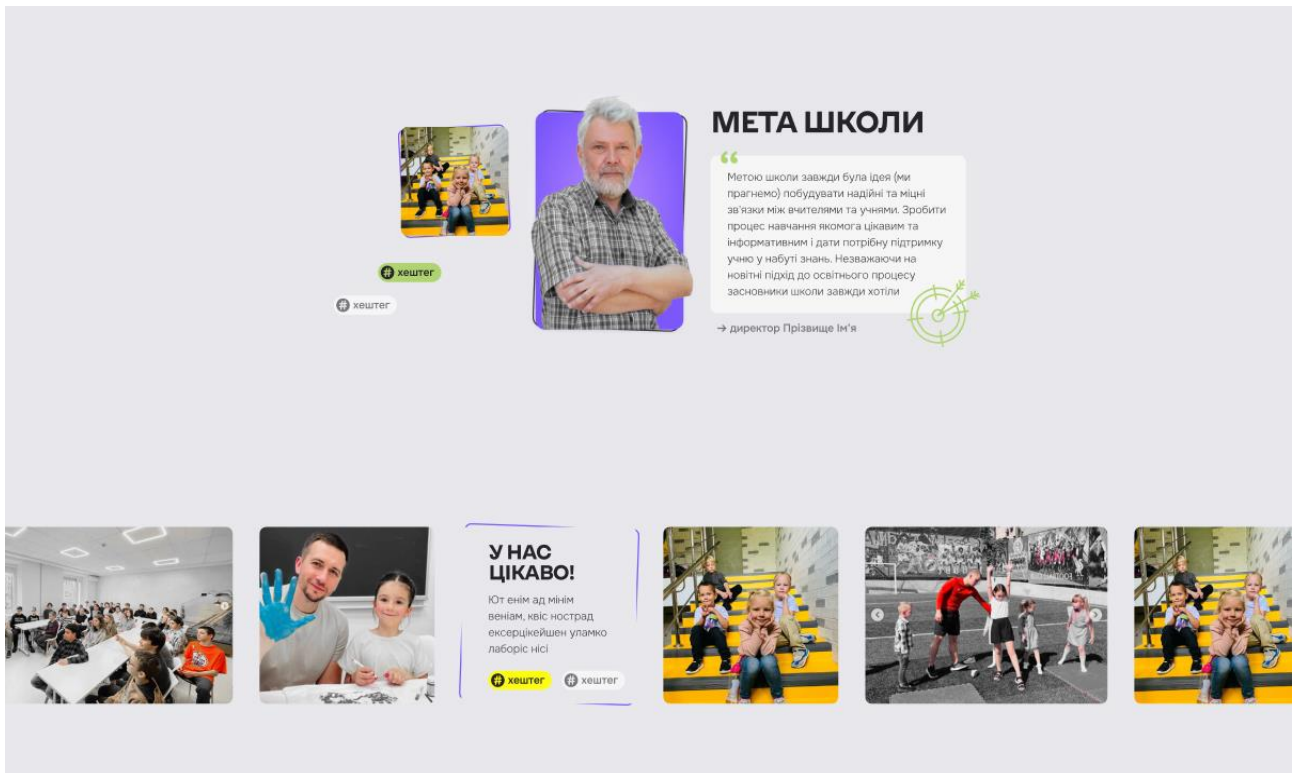 МЕТА ШКОЛИ
Метою школи завжди була ідея (ми
прагнемо) побудувати надійні та міцні
зв'язки між вчителями та учнями. Зробити
процес навчання якомога цікавим та
інформативним і дати потрібну підтримку
учню у набуті знань. Незважаючи на
новітні підхід до освітнього процесу
засновники школи завжди хотіли
→ директор Прізвище Ім'я
# хештег
# хештег
У НАС
ЦІКАВО!
Ют енім ад мінім
веніам, квіс нострад
ексерцікейшен уламко
лаборіс нісі
# хештег # хештег